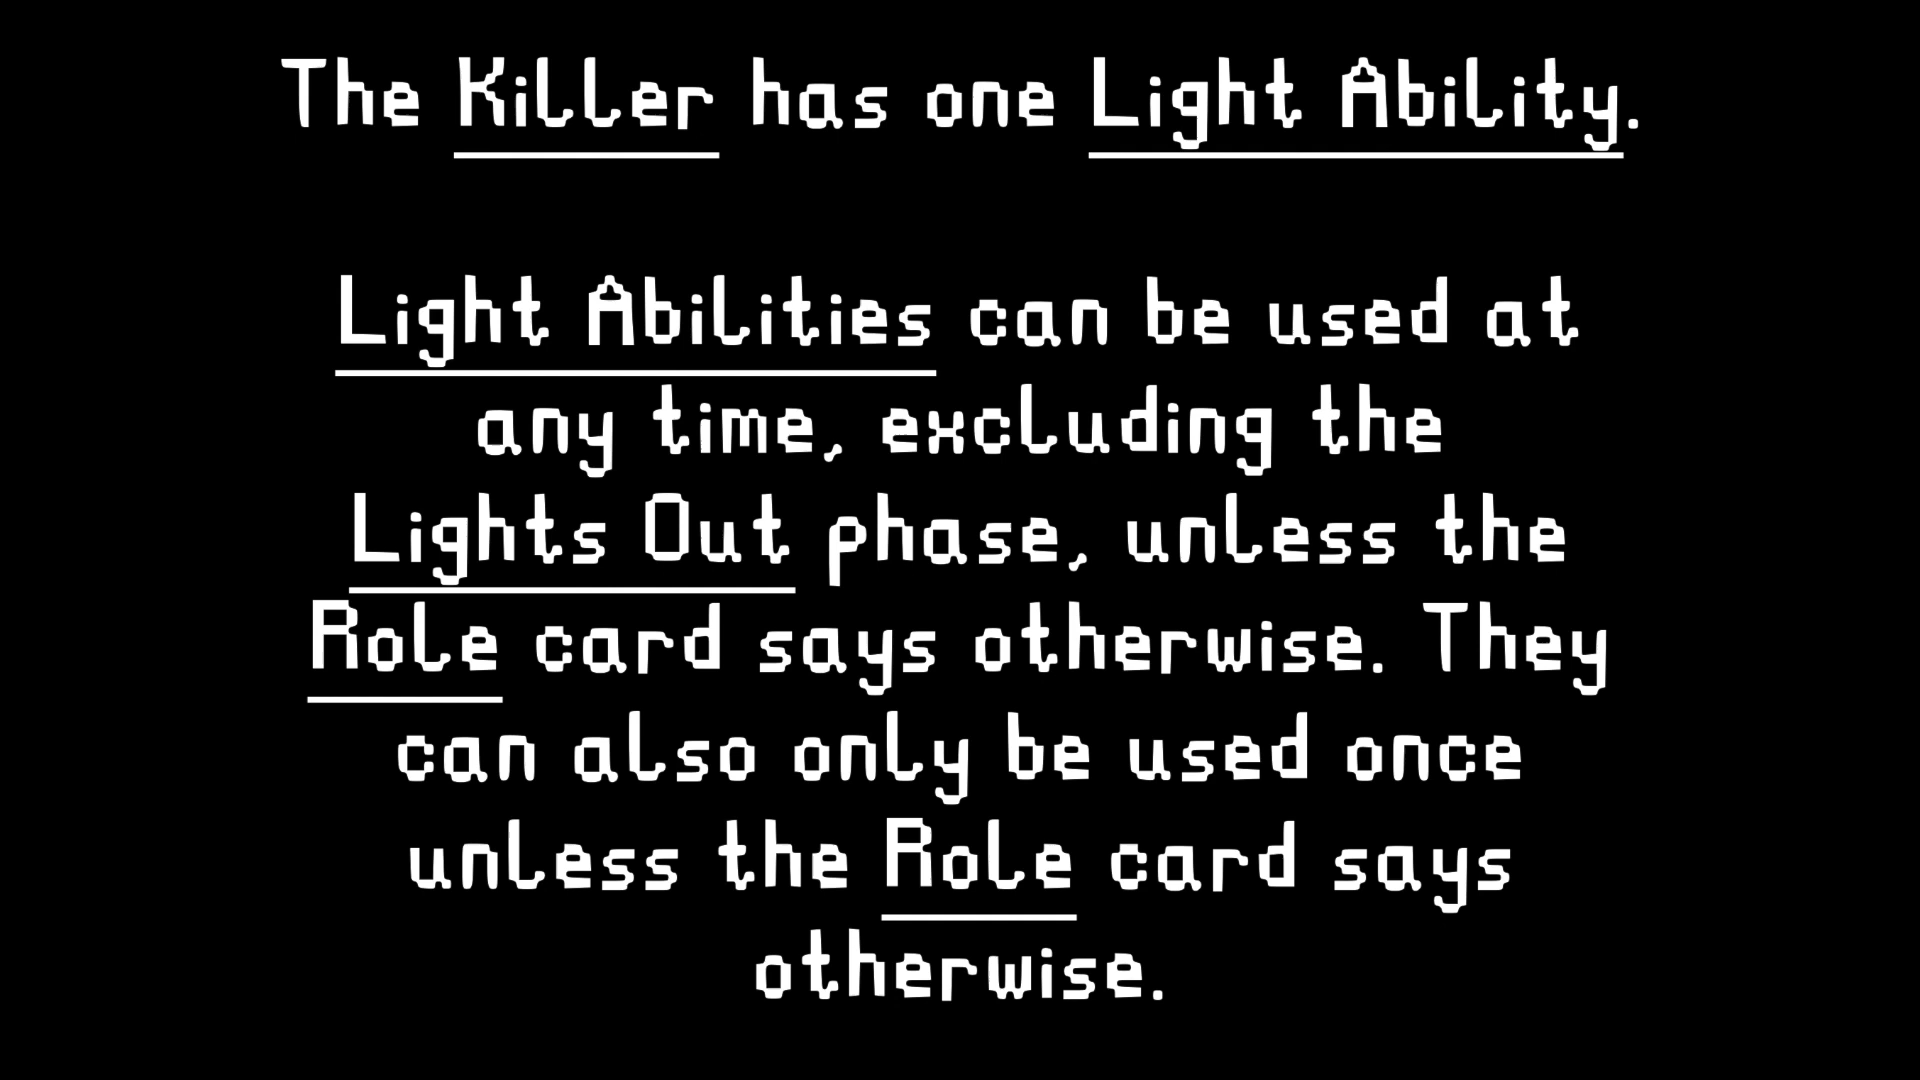 The Killer has one Light Ability.
Light Abilities can be used at
any time, excluding the
Lights Out phase, unless the
Role card says otherwise. They
can also only be used once
unless the Role card says
otherwise.